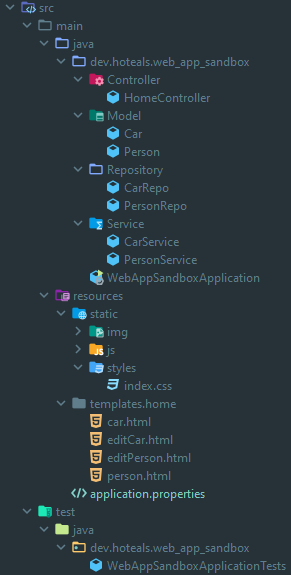 src
main
java
dev.hoteals.web_app_sandbox
Controller
HomeController
Model
Car
Person
Repository
CarRepo
PersonRepo
Service
CarService
PersonService
WebAppSandboxApplication
resources
static
img
js
styles
index.css
templates.home
car.html
editCar.html
editPerson.html
person.html
application.properties
test
java
dev.hoteals.web_app_sandbox
WebAppSandboxApplicationTests